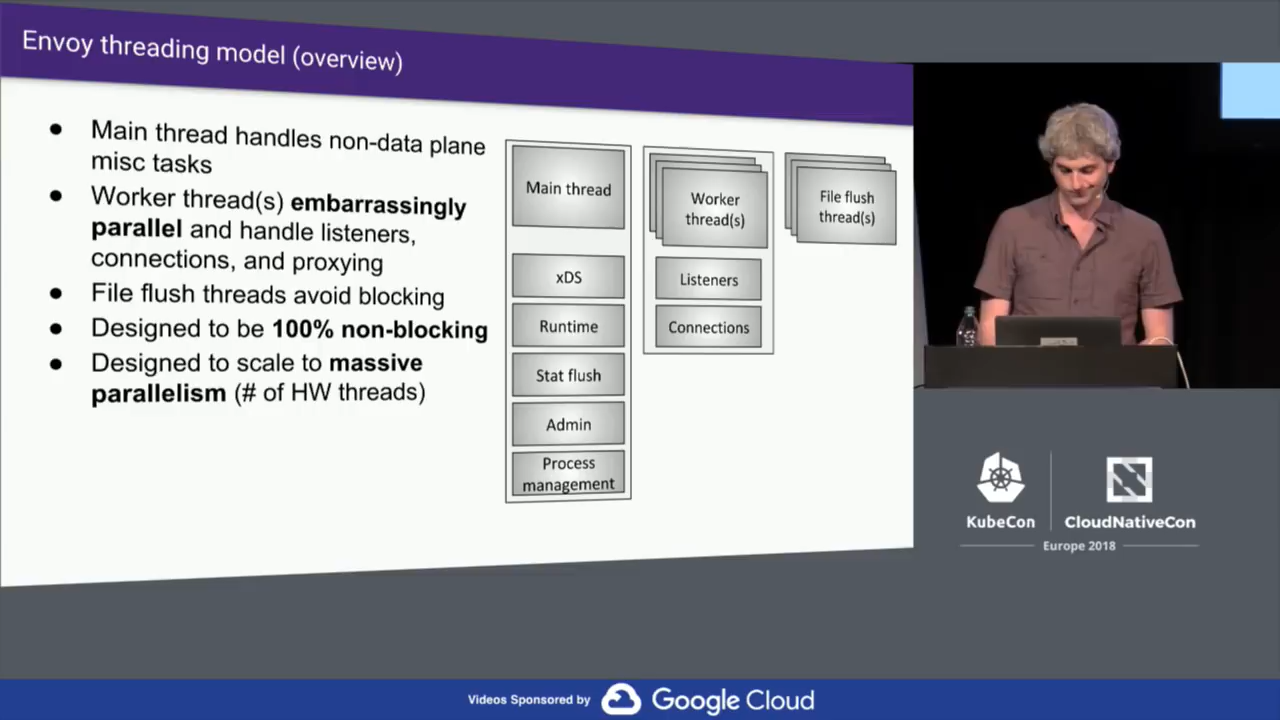 Envoy threading model (overview)
● Main thread handles non-data plane
misc tasks
● Worker thread(s) embarrassingly
parallel and handle listeners,
connections, and proxying
● File flush threads avoid blocking
● Designed to be 100% non-blocking
● Designed to scale to massive
parallelism (# of HW threads)
Main thread
xDS
Runtime
Stat flush
Admin
Process
management
Worker
thread(s)
Listeners
Connections
File flush
thread(s)
KubeCon
CloudNativeCon
Europe 2018
Videos Sponsored by Google Cloud